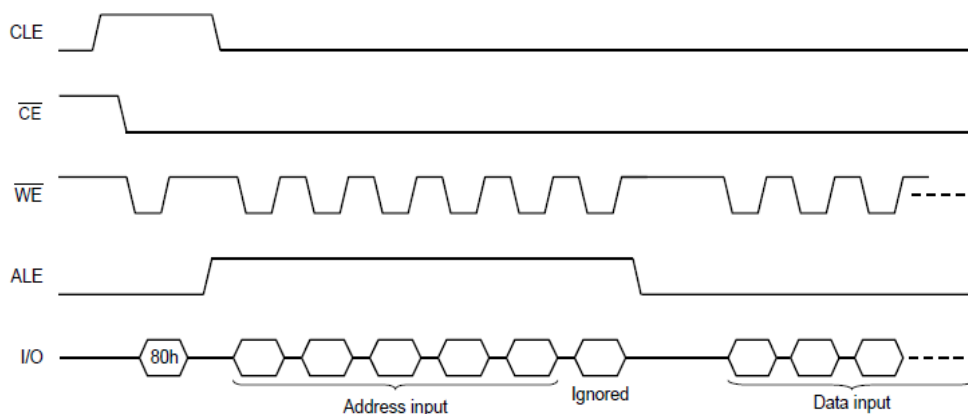 CLE
CE
WE
ALE
I/O
80h
Ignored
Address input
Data input